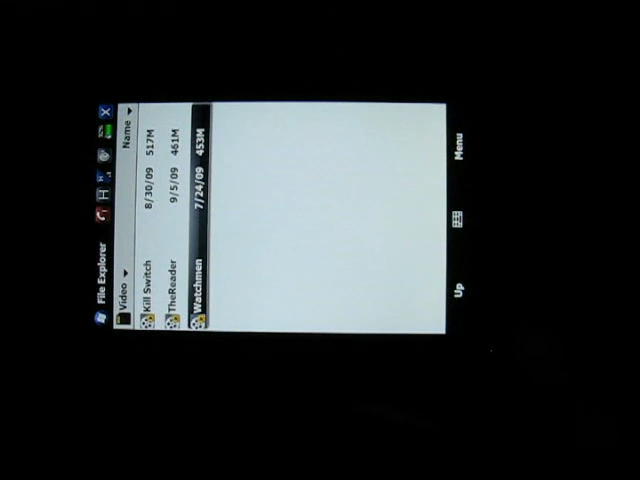 File Explorer
Video Name
Kill Switch 8/30/09 517M
TheReader 9/5/09 461M
Watchmen 7/24/09 453M
Up Menu